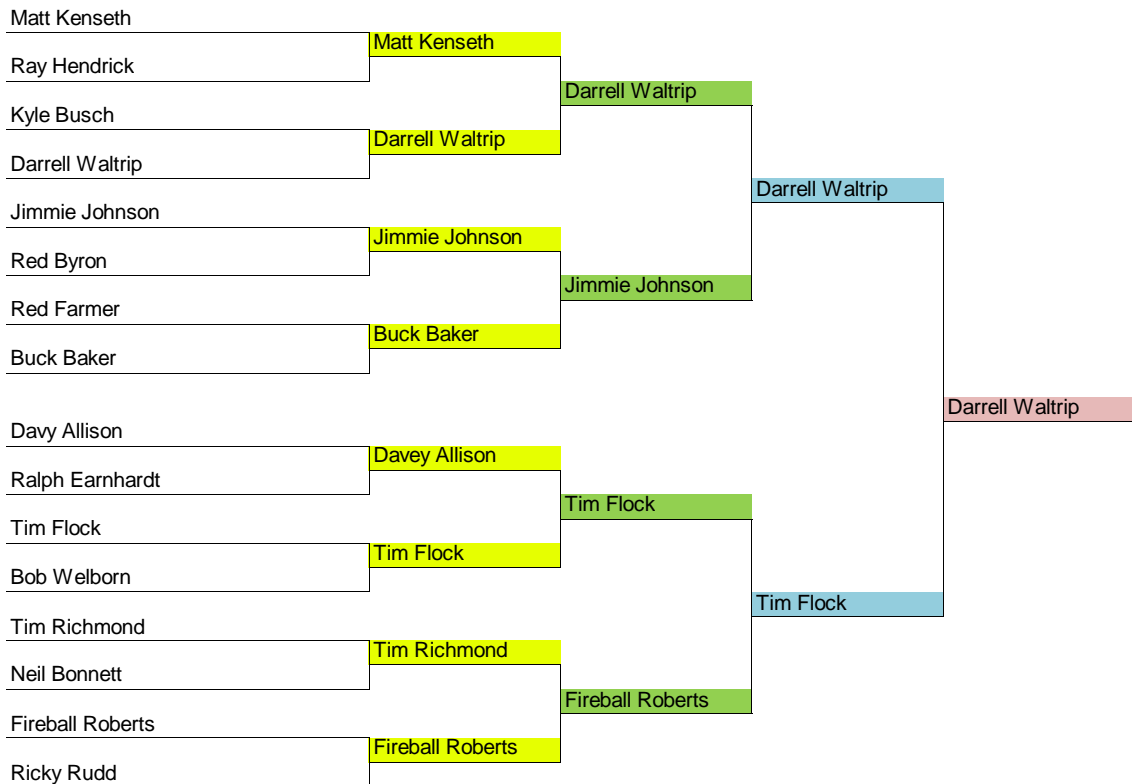 Matt Kenseth
Ray Hendrick
Kyle Busch
Darrell Waltrip
Jimmie Johnson
Red Byron
Red Farmer
Buck Baker
Davy Allison
Ralph Earnhardt
Tim Flock
Bob Welborn
Tim Richmond
Neil Bonnett
Fireball Roberts
Ricky Rudd
Matt Kenseth
Darrell Waltrip
Jimmie Johnson
Buck Baker
Davey Allison
Tim Flock
Tim Richmond
Fireball Roberts
Darrell Waltrip
Jimmie Johnson
Tim Flock
Fireball Roberts
Darrell Waltrip
Tim Flock
Darrell Waltrip